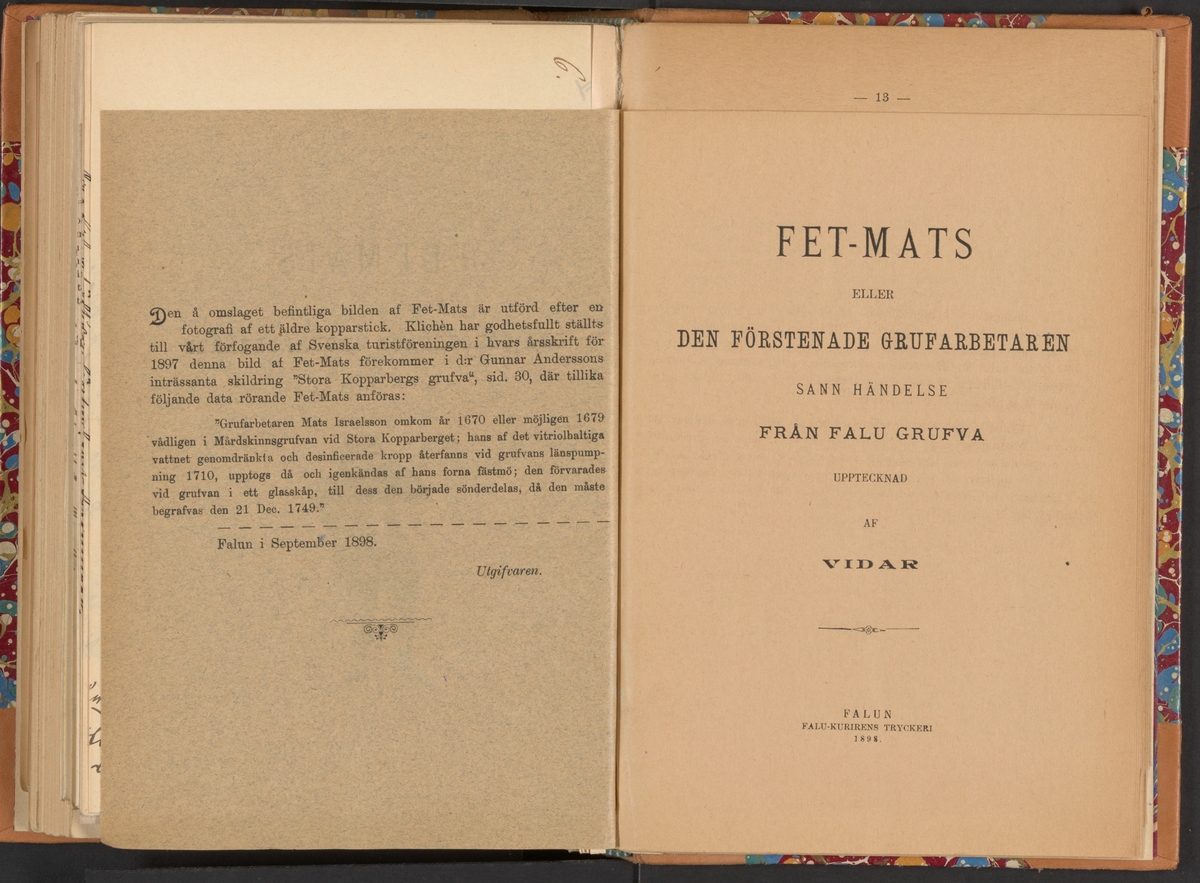 6.
Den å omslaget befintliga bilden af Fet-Mats är utförd efter en
fotografi af ett äldre kopparstick. Klichèn har godhetsfullt ställts
till vårt förfogande af Svenska turistföreningen i hvars årsskrift för
1897 denna bild af Fet-Mats förekommer i d:r Gunnar Anderssons
inträssanta skildring "Stora Kopparbergs grufva", sid. 30, där tillika
följande data rörande Fet-Mats anföras:
"Grufarbetaren Mats Israelsson omkom år 1670 eller möjligen 1679
vådligen i Mårdskinnsgrufvan vid Stora Kopparberget; hans af det vitriolhaltiga
vattnet genomdränkta och desinficerade kropp återfanns vid grufvans länspump-
ning 1710, upptogs då och igenkändas af hans forna fästmö; den förvarades
vid grufvan i ett glasskåp, till dess den började sönderdelas, då den måste
begrafvas den 21 Dec. 1749."
Falun i September 1898.
Utgifvaren.
— 13 —
FET-MATS
ELLER
DEN FÖRSTENADE GRUFARBETAREN
SANN HÄNDELSE
FRÅN FALU GRUFVA
UPPTECKNAD
AF
VIDAR
FALUN
FALU-KURIRENS TRYCKERI
1898.